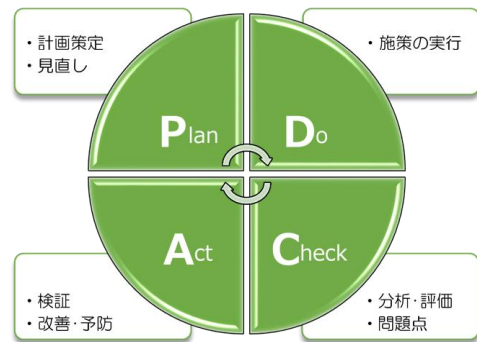 ・計画策定
・見直し
・施策の実行
Plan
Do
Act
Check
・検証
・改善・予防
・分析・評価
・問題点